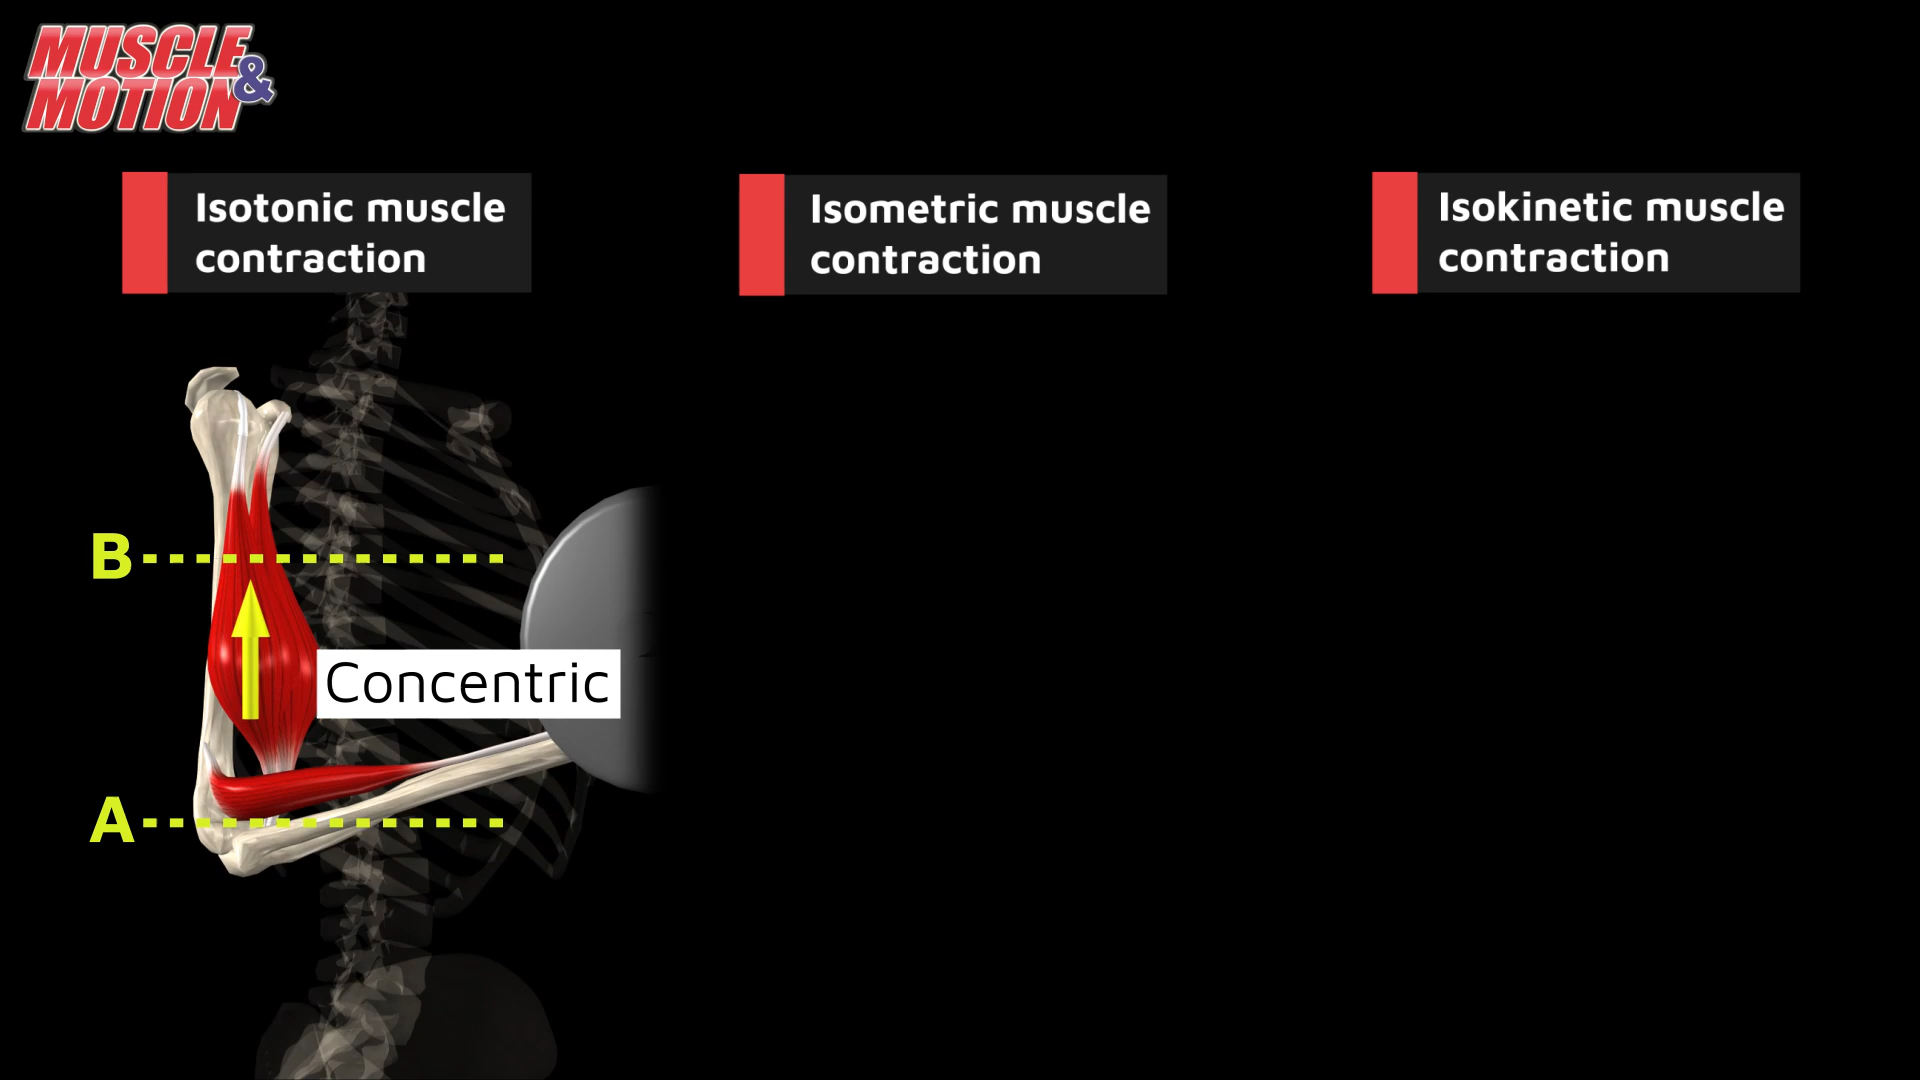 MUSCLE &
MOTION
Isotonic muscle
contraction
Isometric muscle
contraction
Isokinetic muscle
contraction
B
Concentric
A